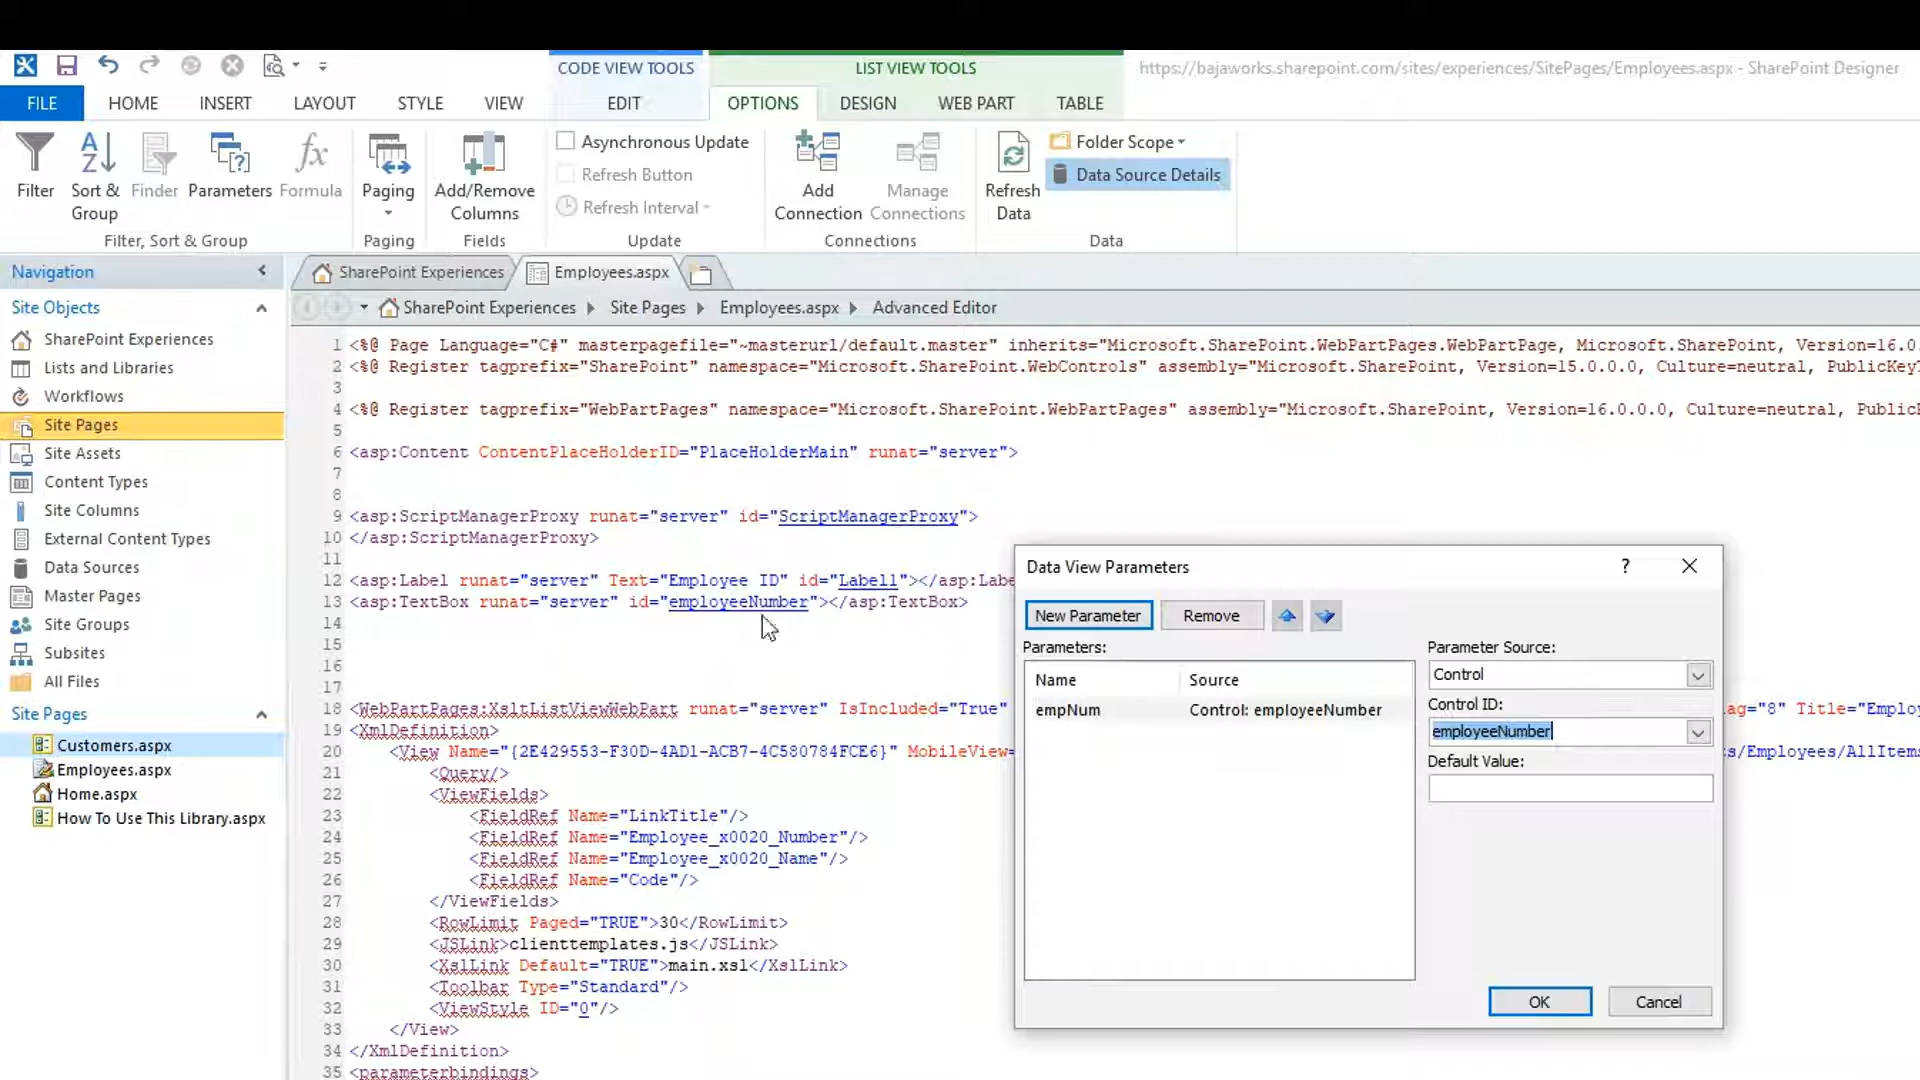 CODE VIEW TOOLS
LIST VIEW TOOLS
https://bajaworks.sharepoint.com/sites/experiences/SitePages/Employees.aspx - SharePoint Designer
FILE
HOME
INSERT
LAYOUT
STYLE
VIEW
EDIT
OPTIONS
DESIGN
WEB PART
TABLE
Filter
Sort & Group
Finder
Parameters
Formula
Filter, Sort & Group
Paging
Paging
Add/Remove Columns
Fields
Asynchronous Update
Refresh Button
Refresh Interval
Update
Add Connection
Manage Connections
Connections
Refresh Data
Folder Scope
Data Source Details
Data
Navigation
Site Objects
SharePoint Experiences
Lists and Libraries
Workflows
Site Pages
Site Assets
Content Types
Site Columns
External Content Types
Data Sources
Master Pages
Site Groups
Subsites
All Files
Site Pages
Customers.aspx
Employees.aspx
Home.aspx
How To Use This Library.aspx
SharePoint Experiences
Employees.aspx
SharePoint Experiences
Site Pages
Employees.aspx
Advanced Editor
1 <%@ Page Language="C#" masterpagefile="~masterurl/default.master" inherits="Microsoft.SharePoint.WebPartPages.WebPartPage, Microsoft.SharePoint, Version=16.0.
2 <%@ Register tagprefix="SharePoint" namespace="Microsoft.SharePoint.WebControls" assembly="Microsoft.SharePoint, Version=15.0.0.0, Culture=neutral, PublicKey
3
4 <%@ Register tagprefix="WebPartPages" namespace="Microsoft.SharePoint.WebPartPages" assembly="Microsoft.SharePoint, Version=16.0.0.0, Culture=neutral, Publi
5
6 <asp:Content ContentPlaceHolderID="PlaceHolderMain" runat="server">
7
8
9 <asp:ScriptManagerProxy runat="server" id="ScriptManagerProxy">
10 </asp:ScriptManagerProxy>
11
12 <asp:Label runat="server" Text="Employee ID" id="Label1"></asp:Labe
13 <asp:TextBox runat="server" id="employeeNumber"></asp:TextBox>
14
15
16
17
18 <WebPartPages:XsltListViewWebPart runat="server" IsIncluded="True" ag="8" Title="Employ
19 <XmlDefinition>
20 <View Name="{2E429553-F30D-4AD1-ACB7-4C580784FCE6}" MobileView= s/Employees/AllItem
21 <Query/>
22 <ViewFields>
23 <FieldRef Name="LinkTitle"/>
24 <FieldRef Name="Employee_x0020_Number"/>
25 <FieldRef Name="Employee_x0020_Name"/>
26 <FieldRef Name="Code"/>
27 </ViewFields>
28 <RowLimit Paged="TRUE">30</RowLimit>
29 <JSLink>clienttemplates.js</JSLink>
30 <XslLink Default="TRUE">main.xsl</XslLink>
31 <Toolbar Type="Standard"/>
32 <ViewStyle ID="0"/>
33 </View>
34 </XmlDefinition>
35 <parameterbindings>
Data View Parameters
?
New Parameter
Remove
Parameters:
Name
Source
empNum
Control: employeeNumber
Parameter Source:
Control
Control ID:
employeeNumber
Default Value:
OK
Cancel